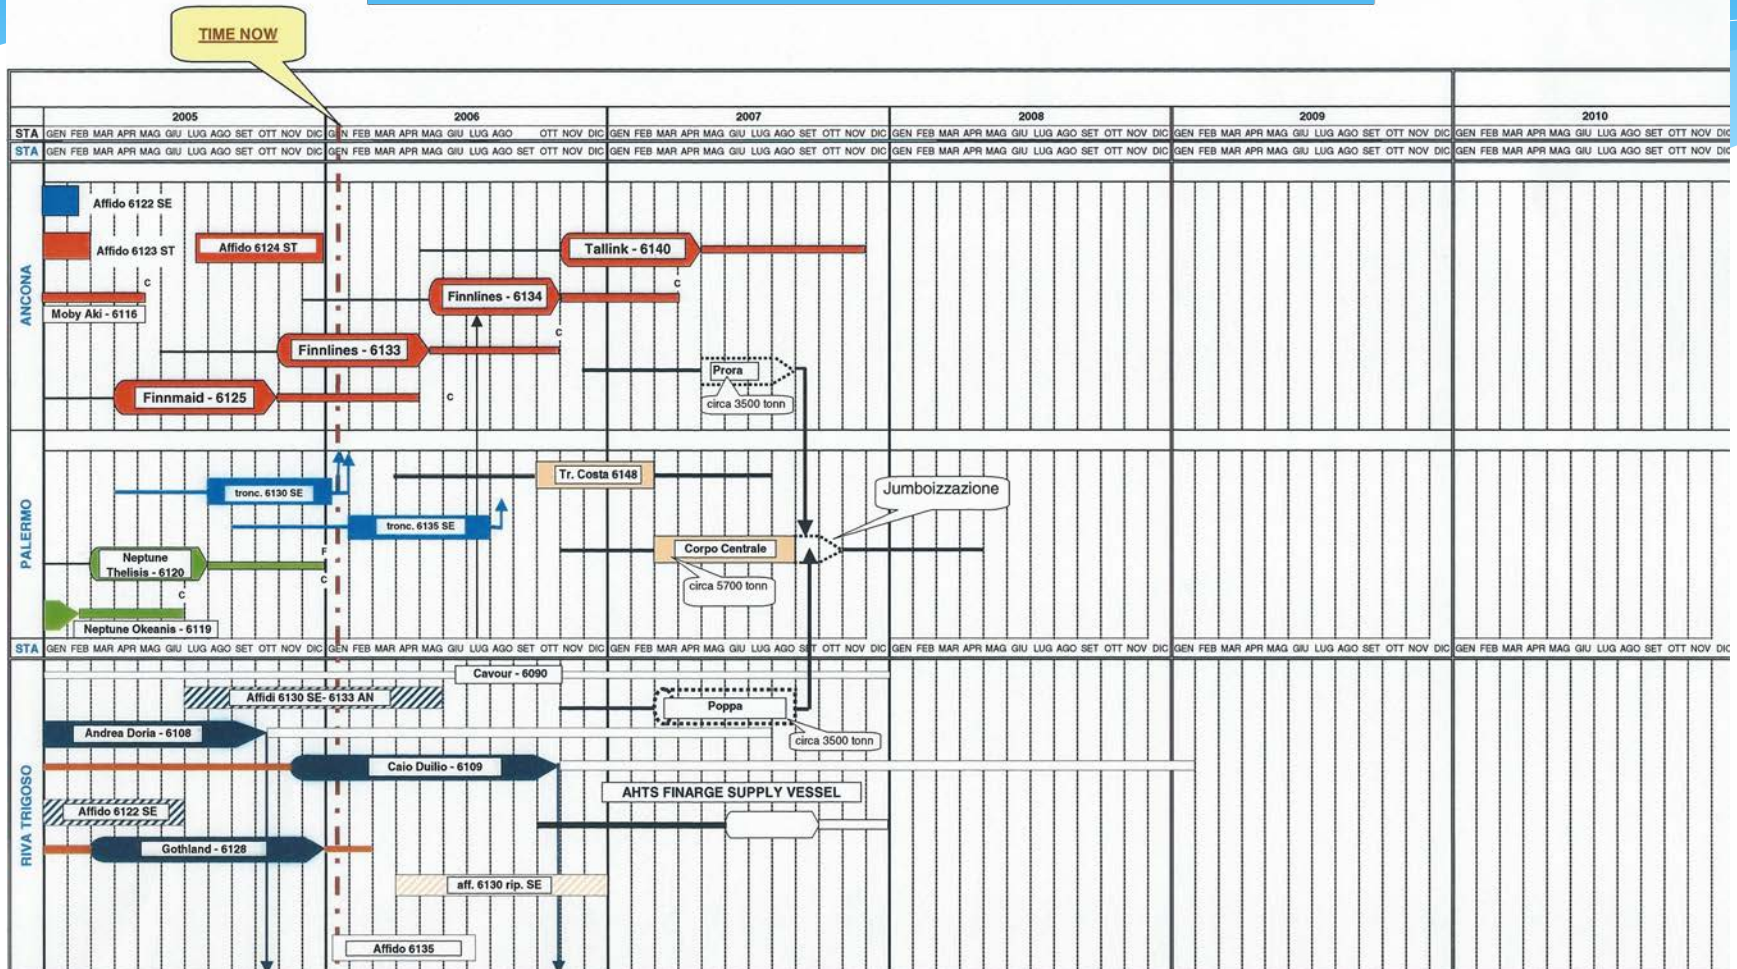 TIME NOW
2005 2006 2007 2008 2009 2010
STA GEN FEB MAR APR MAG GIU LUG AGO SET OTT NOV DIC GEN FEB MAR APR MAG GIU LUG AGO OTT NOV DIC GEN FEB MAR APR MAG GIU LUG AGO SET OTT NOV DIC GEN FEB MAR APR MAG GIU LUG AGO SET OTT NOV DIC GEN FEB MAR APR MAG GIU LUG AGO SET OTT NOV DIC GEN FEB MAR APR MAG GIU LUG AGO SET OTT NOV DIC
STA GEN FEB MAR APR MAG GIU LUG AGO SET OTT NOV DIC GEN FEB MAR APR MAG GIU LUG AGO SET OTT NOV DIC GEN FEB MAR APR MAG GIU LUG AGO SET OTT NOV DIC GEN FEB MAR APR MAG GIU LUG AGO SET OTT NOV DIC GEN FEB MAR APR MAG GIU LUG AGO SET OTT NOV DIC GEN FEB MAR APR MAG GIU LUG AGO SET OTT NOV DIC
ANCONA
Affido 6122 SE
Affido 6123 ST
Affido 6124 ST
Tallink - 6140
C
C
Moby Aki - 6116
Finnlines - 6134
C
Finnlines - 6133
Prora
circa 3500 tonn
Finnmaid - 6125
C
PALERMO
Tr. Costa 6148
Jumboizzazione
tronc. 6130 SE
tronc. 6135 SE
Corpo Centrale
circa 5700 tonn
Neptune
Thelisis - 6120
F
C
C
Neptune Okeanis - 6119
STA GEN FEB MAR APR MAG GIU LUG AGO SET OTT NOV DIC GEN FEB MAR APR MAG GIU LUG AGO SET OTT NOV DIC GEN FEB MAR APR MAG GIU LUG AGO SET OTT NOV DIC GEN FEB MAR APR MAG GIU LUG AGO SET OTT NOV DIC GEN FEB MAR APR MAG GIU LUG AGO SET OTT NOV DIC GEN FEB MAR APR MAG GIU LUG AGO SET OTT NOV DIC
RIVA TRIGOSO
Cavour - 6090
Affidi 6130 SE- 6133 AN
Poppa
circa 3500 tonn
Andrea Doria - 6108
Caio Duilio - 6109
AHTS FINARGE SUPPLY VESSEL
Affido 6122 SE
Gothland - 6128
aff. 6130 rip. SE
Affido 6135